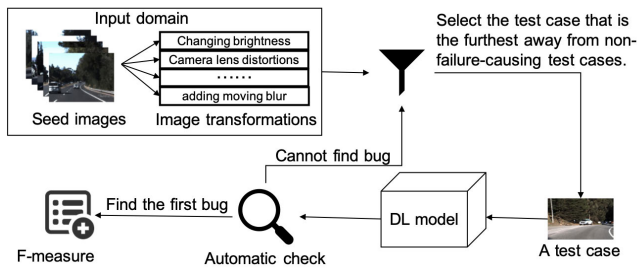 Input domain
Changing brightness
Camera lens distortions
......
adding moving blur
Seed images
Image transformations
Select the test case that is
the furthest away from non-
failure-causing test cases.
Cannot find bug
Find the first bug
DL model
F-measure
Automatic check
A test case